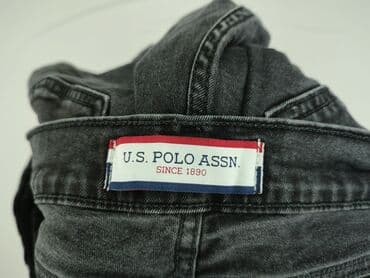 U.S. POLO ASSN.
SINCE 1890